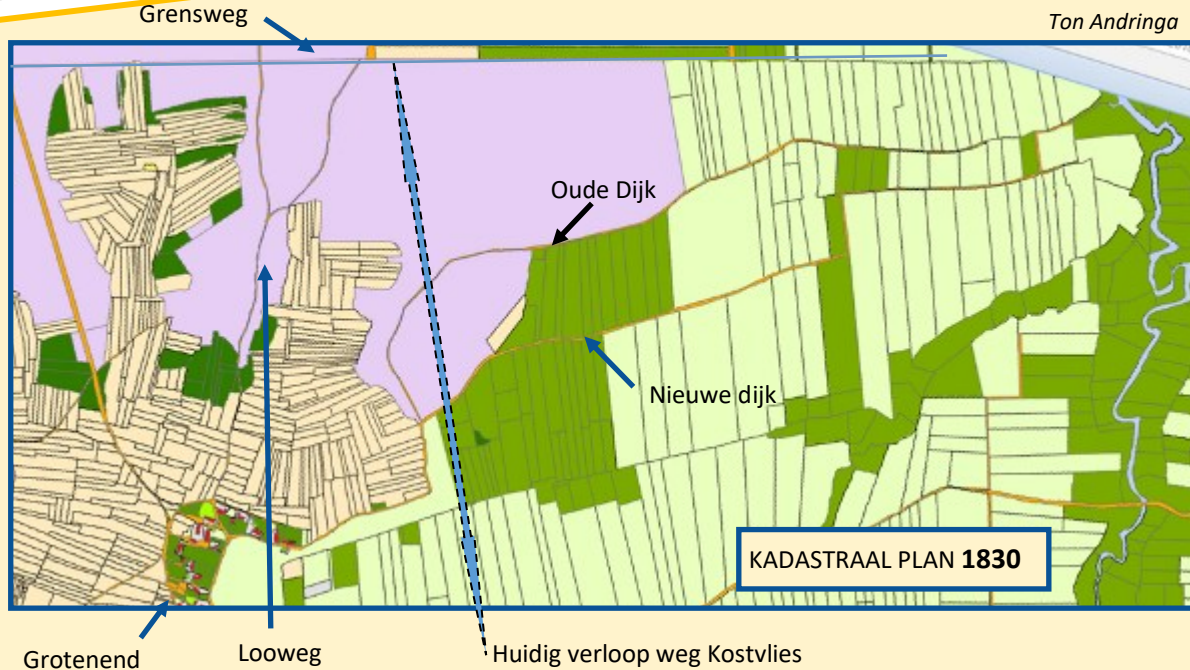 Grensweg
Ton Andringa
Oude Dijk
Nieuwe dijk
KADASTRAAL PLAN 1830
Grotenend
Looweg
Huidig verloop weg Kostvlies